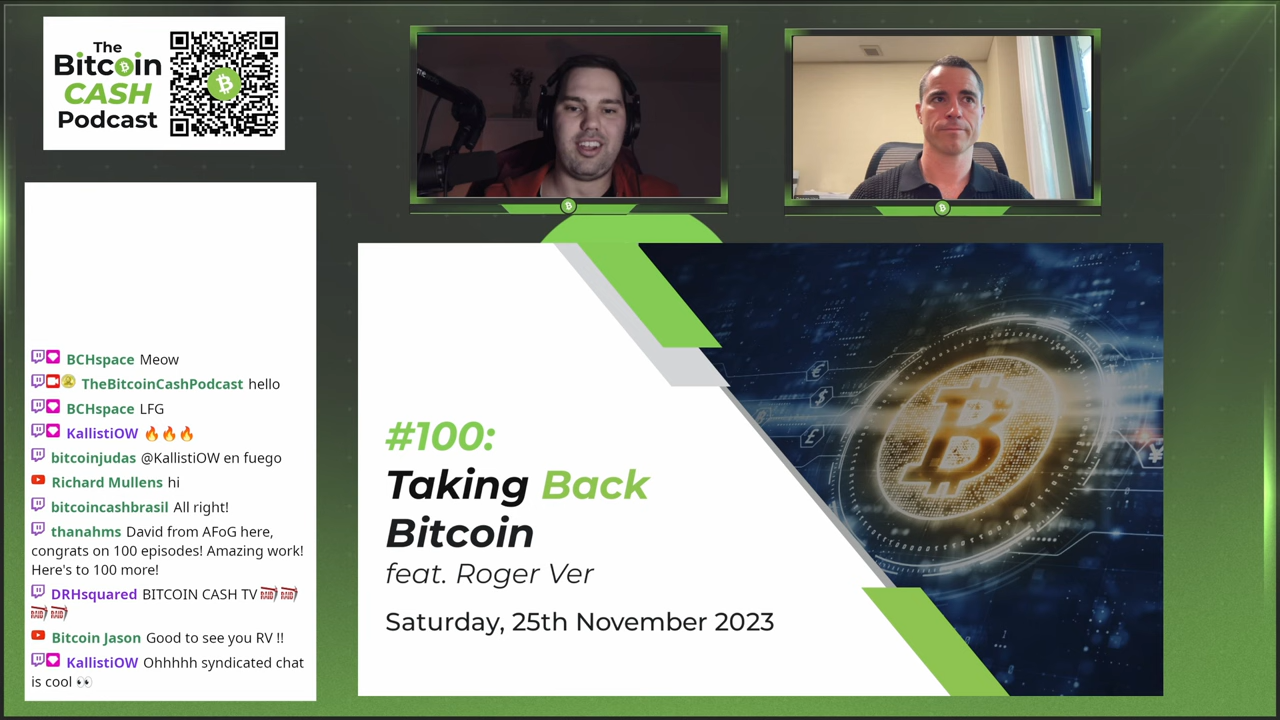 The
Bitcoin
CASH
Podcast
BCHspace Meow
TheBitcoinCashPodcast hello
BCHspace LFG
KallistiOW 🔥🔥🔥
bitcoinjudas @KallistiOW en fuego
Richard Mullens hi
bitcoincashbrasil All right!
thanahms David from AFoG here,
congrats on 100 episodes! Amazing work!
Here's to 100 more!
DRHsquared BITCOIN CASH TV
Bitcoin Jason Good to see you RV !!
KallistiOW Ohhhhh syndicated chat
is cool 👀
#100:
Taking Back
Bitcoin
feat. Roger Ver
Saturday, 25th November 2023